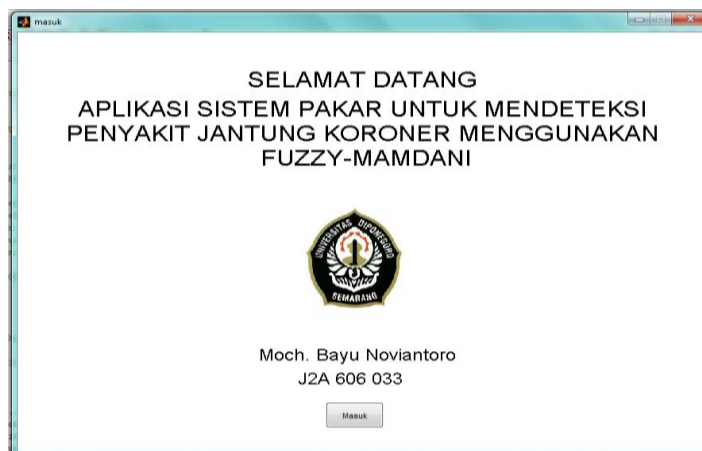 masuk
SELAMAT DATANG
APLIKASI SISTEM PAKAR UNTUK MENDETEKSI
PENYAKIT JANTUNG KORONER MENGGUNAKAN
FUZZY-MAMDANI
UNIVERSITAS DIPONEGORO
SEMARANG
Moch. Bayu Noviantoro
J2A 606 033
Masuk